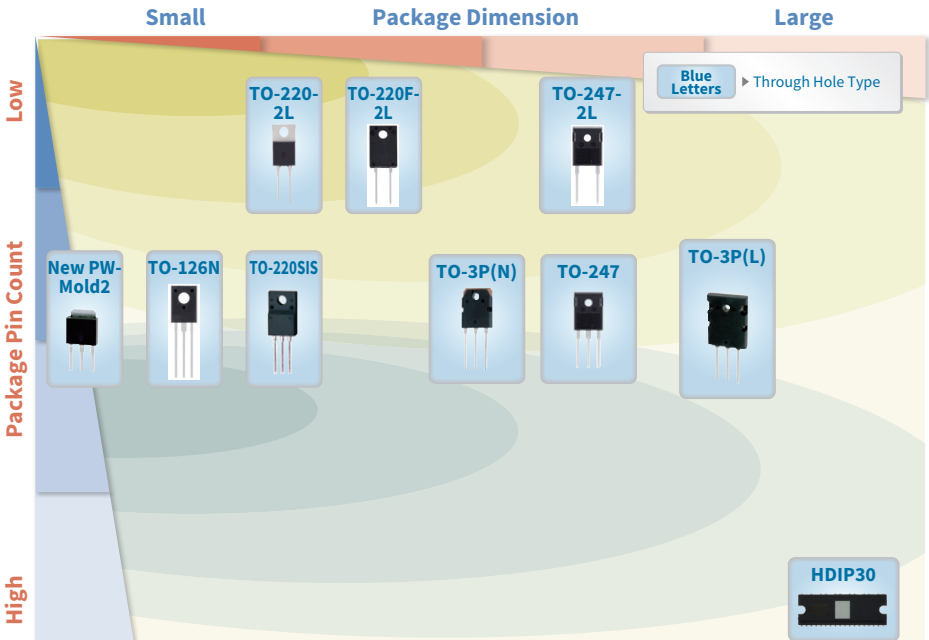 Small Package Dimension Large
Low
Package Pin Count
High
Blue
Letters
Through Hole Type
TO-220-
2L
TO-220F-
2L
TO-247-
2L
New PW-
Mold2
TO-126N
TO-220SIS
TO-3P(N)
TO-247
TO-3P(L)
HDIP30